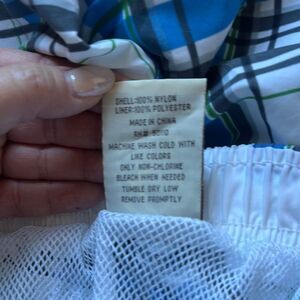 SHELL:100% NYLON
LINER:100% POLYESTER
MADE IN CHINA
RN#
MACHINE WASH COLD WITH
LIKE COLORS
ONLY NON-CHLORINE
BLEACH WHEN NEEDED
TUMBLE DRY LOW
REMOVE PROMPTLY